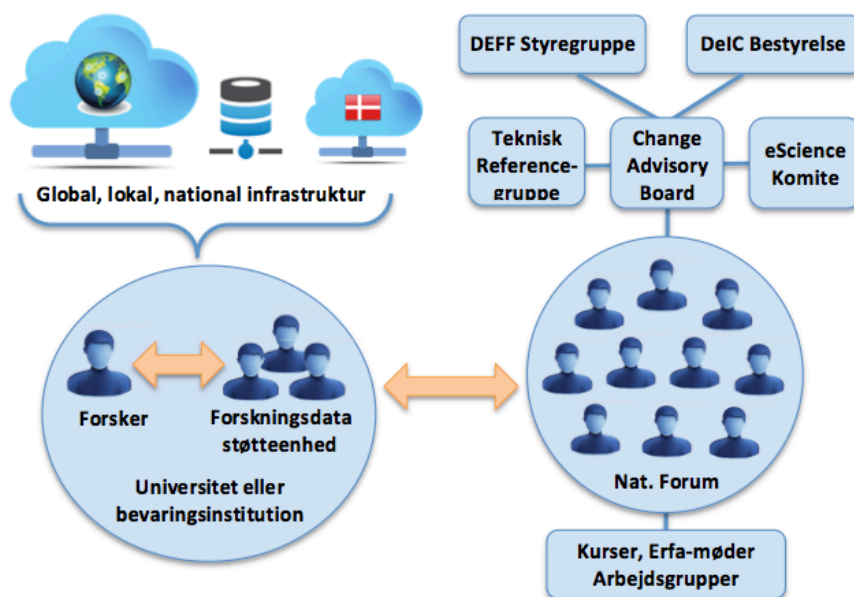 DEFF Styregruppe
DeIC Bestyrelse
Teknisk
Reference-
gruppe
Change
Advisory
Board
eScience
Komite
Global, lokal, national infrastruktur
Forsker
Forskningsdata
støtteenhed
Universitet eller
bevaringsinstitution
Nat. Forum
Kurser, Erfa-møder
Arbejdsgrupper